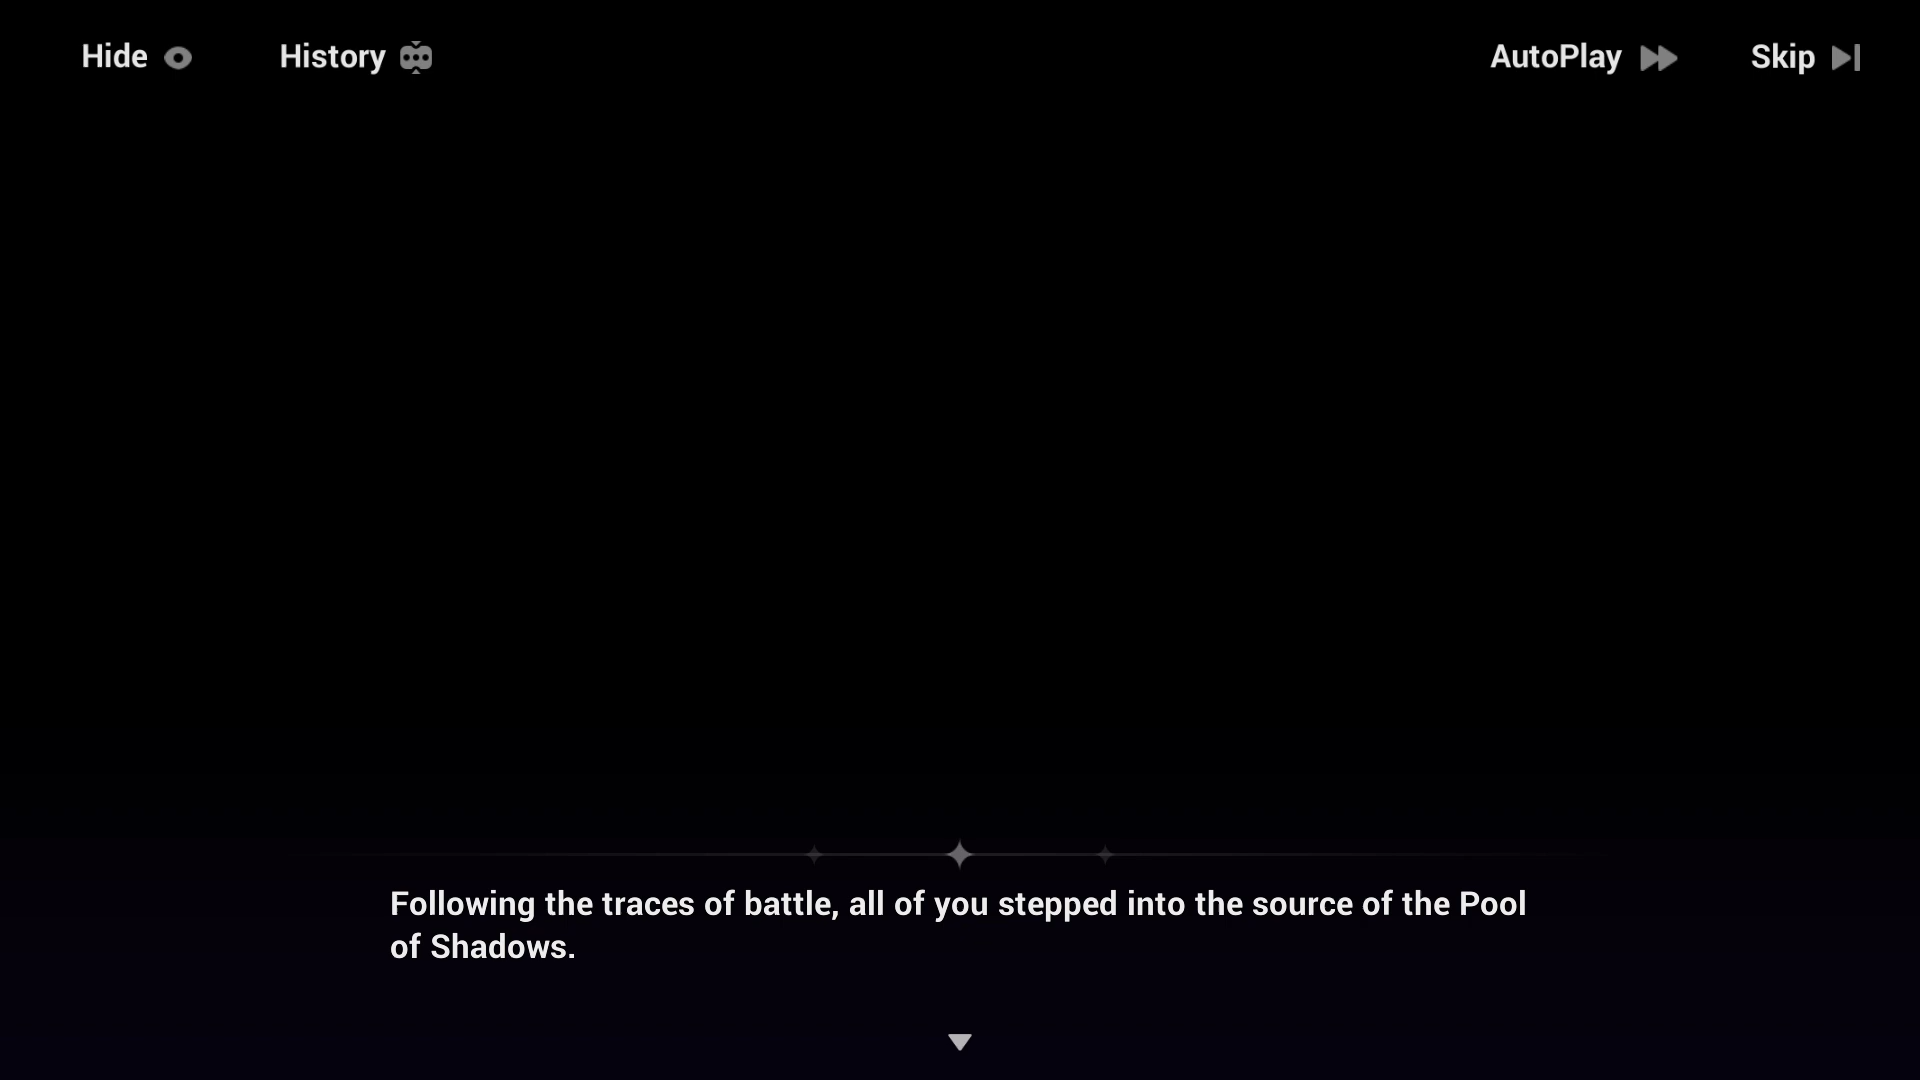 Hide
History
AutoPlay
Skip
Following the traces of battle, all of you stepped into the source of the Pool
of Shadows.